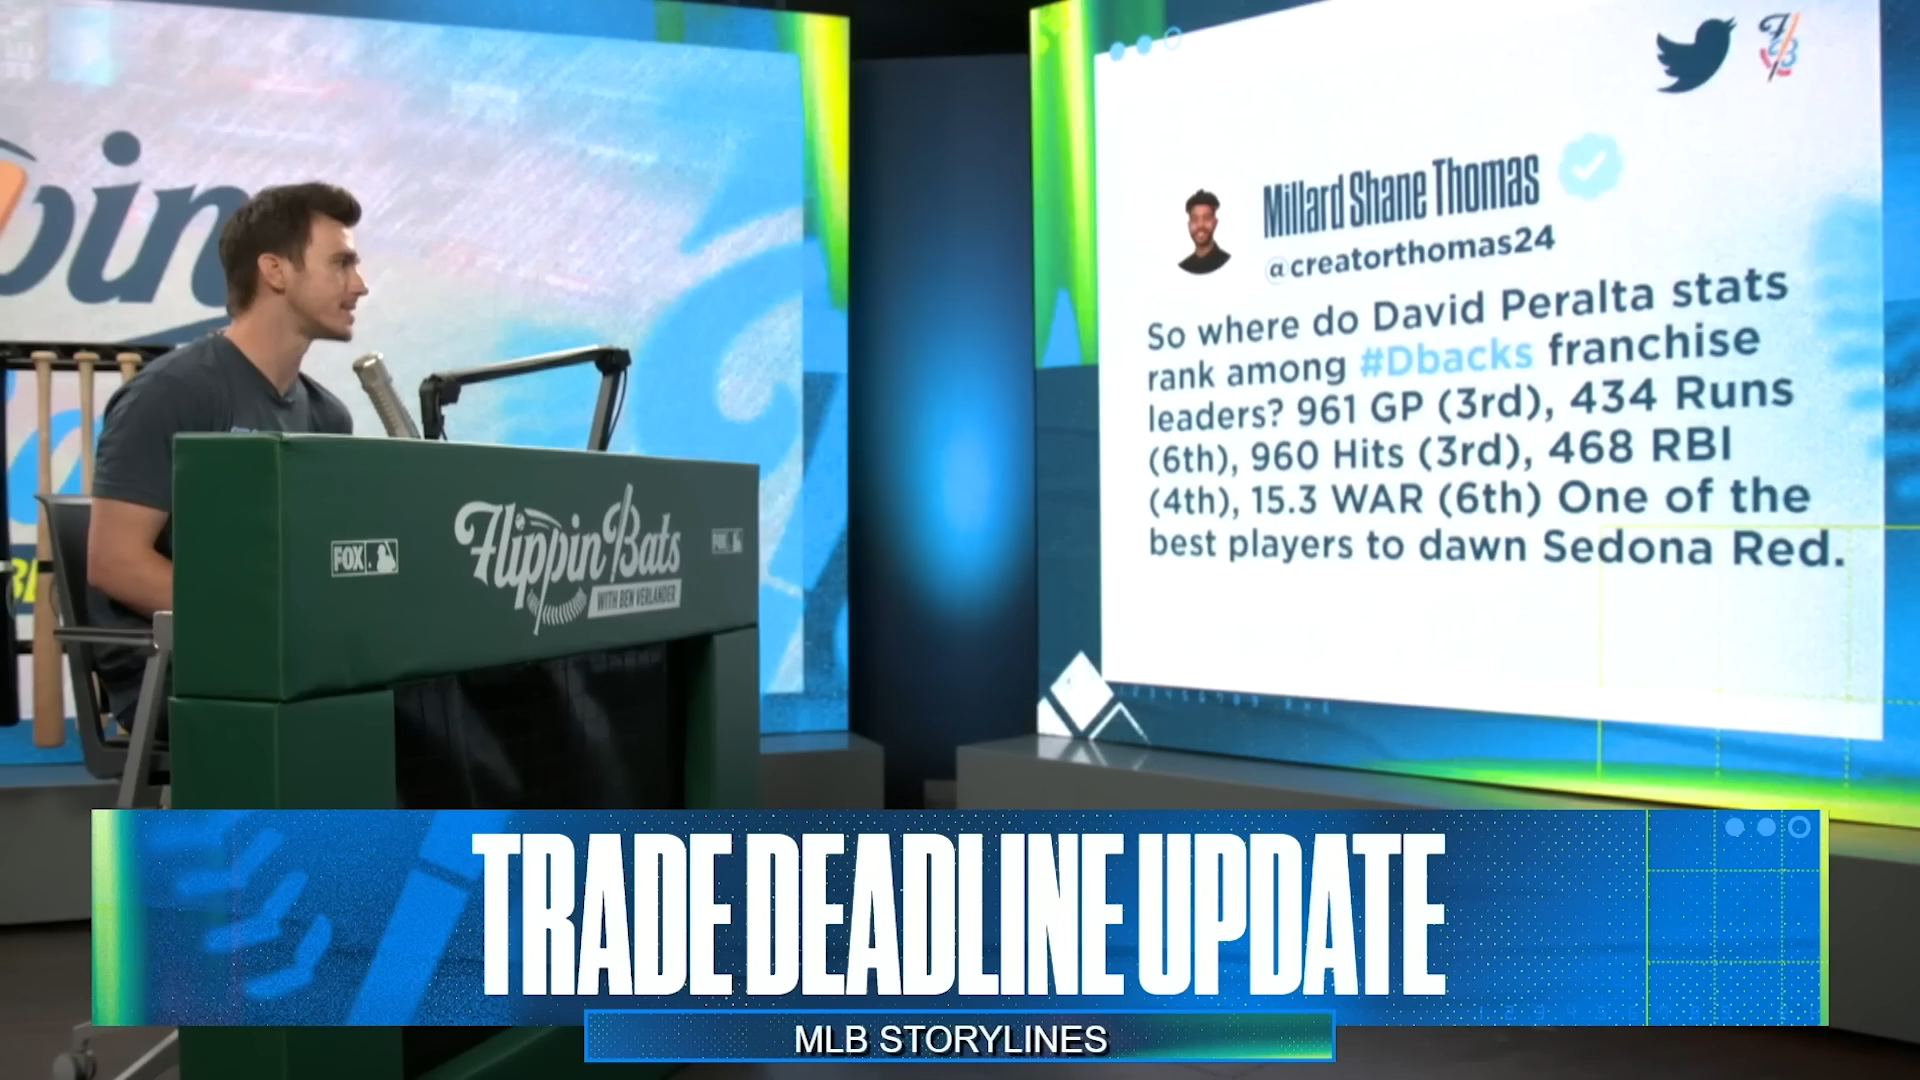 pin
Millard Shane Thomas
@creatorthomas24
So where do David Peralta stats
rank among #Dbacks franchise
leaders? 961 GP (3rd), 434 Runs
(6th), 960 Hits (3rd), 468 RBI
(4th), 15.3 WAR (6th) One of the
best players to dawn Sedona Red.
FOX
Flippin' Bats
WITH BEN VERLANDER
FOX
TRADE DEADLINE UPDATE
MLB STORYLINES